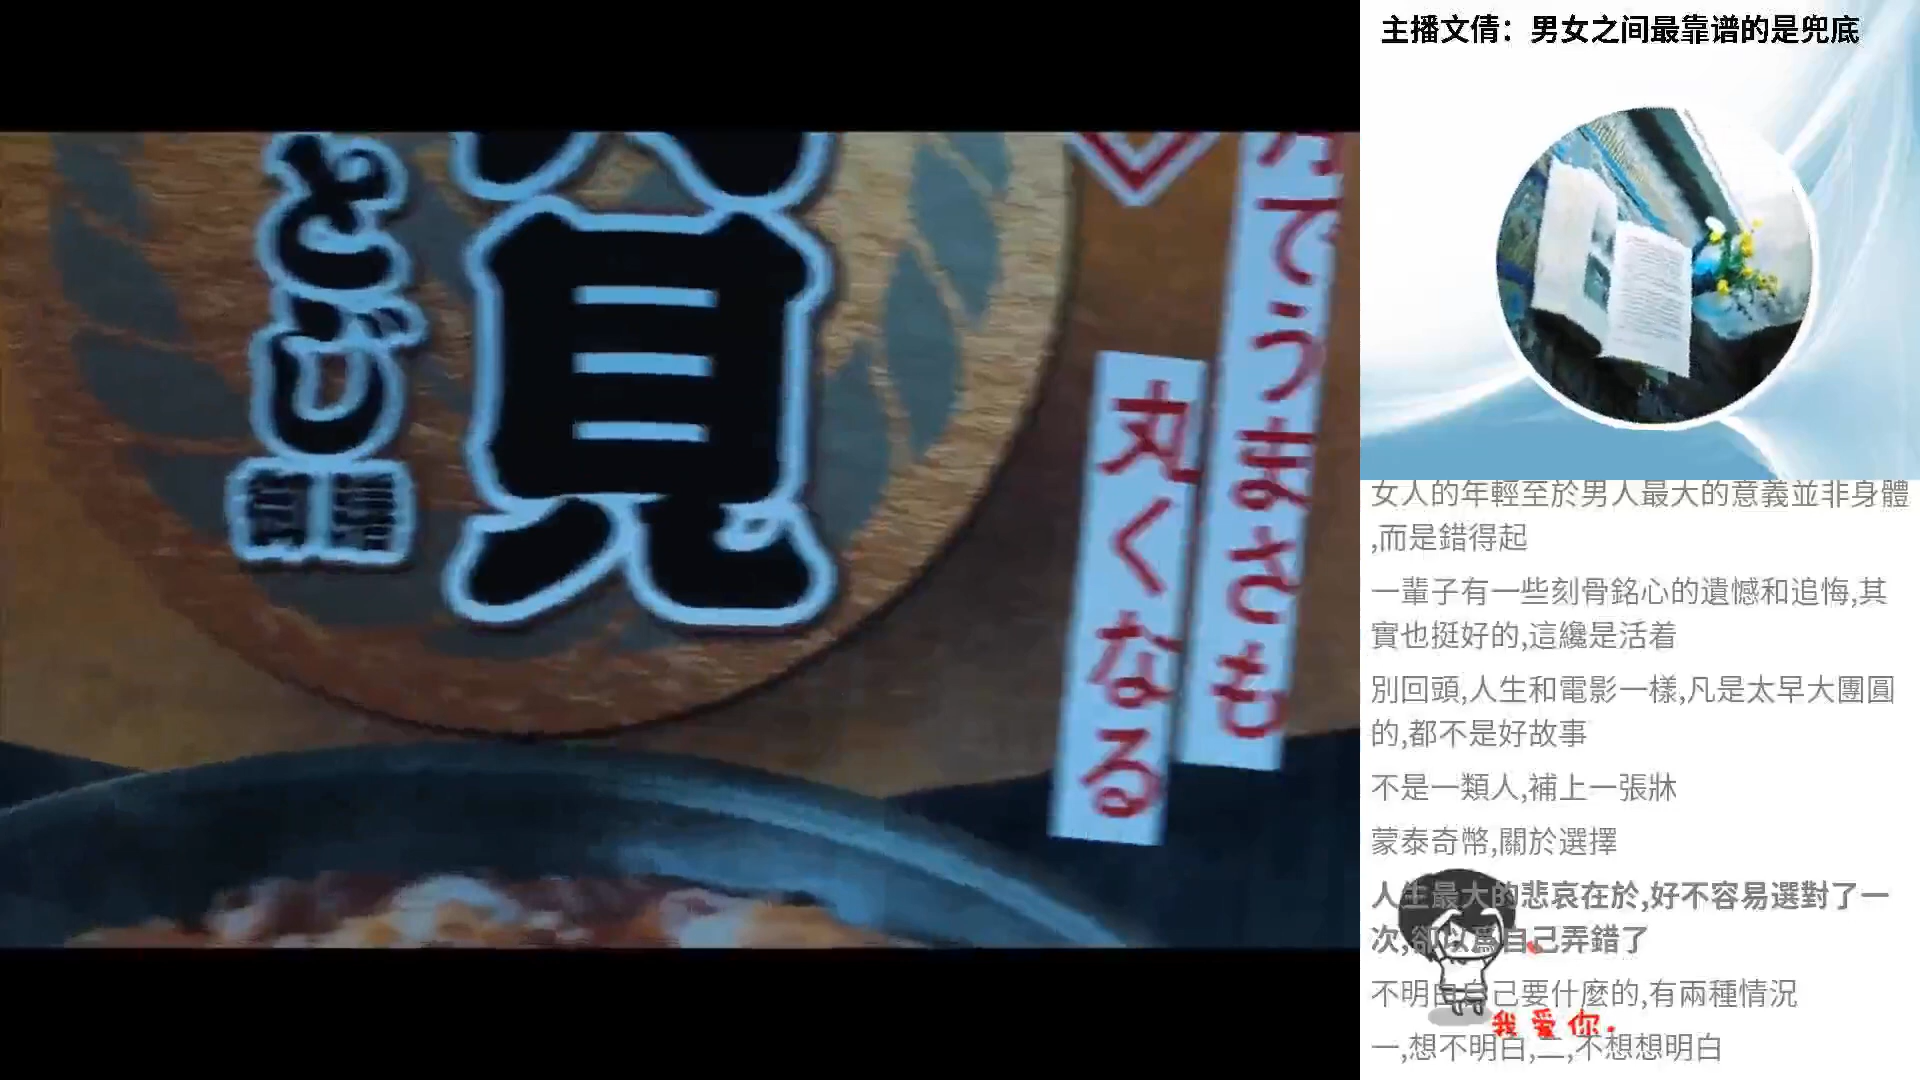 主播文倩：男女之间最靠谱的是兜底
女人的年輕至於男人最大的意義並非身體
,而是錯得起
一輩子有一些刻骨銘心的遺憾和追悔,其
實也挺好的,這纔是活着
別回頭,人生和電影一樣,凡是太早大團圓
的,都不是好故事
不是一類人,補上一張牀
蒙泰奇幣,關於選擇
人生最大的悲哀在於,好不容易選對了一
次,卻以爲自己弄錯了
不明白自己要什麼的,有兩種情況
一,想不明白,二,不想想明白
我爱你.
でうまさも
丸くなる
見
とじ